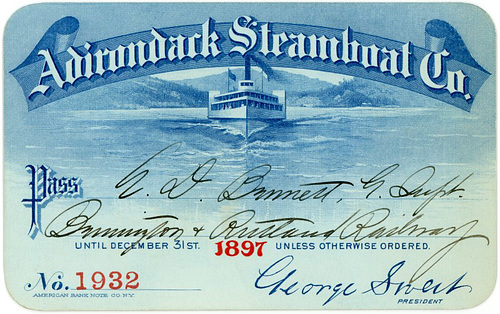 Adirondack Steamboat Co.
Pass E. D. Bennett, G. Supt.
Bennington & Rutland Railway
UNTIL DECEMBER 31ST. 1897 UNLESS OTHERWISE ORDERED.
No. 1932
George Sweet
PRESIDENT
AMERICAN BANK NOTE CO. N.Y.